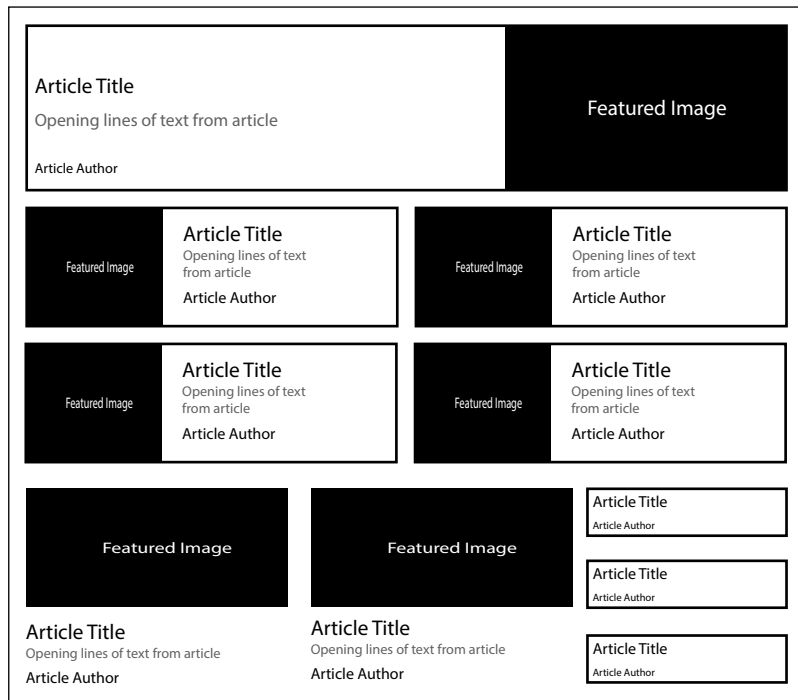 Article Title
Opening lines of text from article
Article Author
Featured Image
Featured Image
Article Title
Opening lines of text
from article
Article Author
Featured Image
Article Title
Opening lines of text
from article
Article Author
Featured Image
Article Title
Opening lines of text
from article
Article Author
Featured Image
Article Title
Opening lines of text
from article
Article Author
Featured Image
Article Title
Opening lines of text from article
Article Author
Featured Image
Article Title
Opening lines of text from article
Article Author
Article Title
Article Author
Article Title
Article Author
Article Title
Article Author